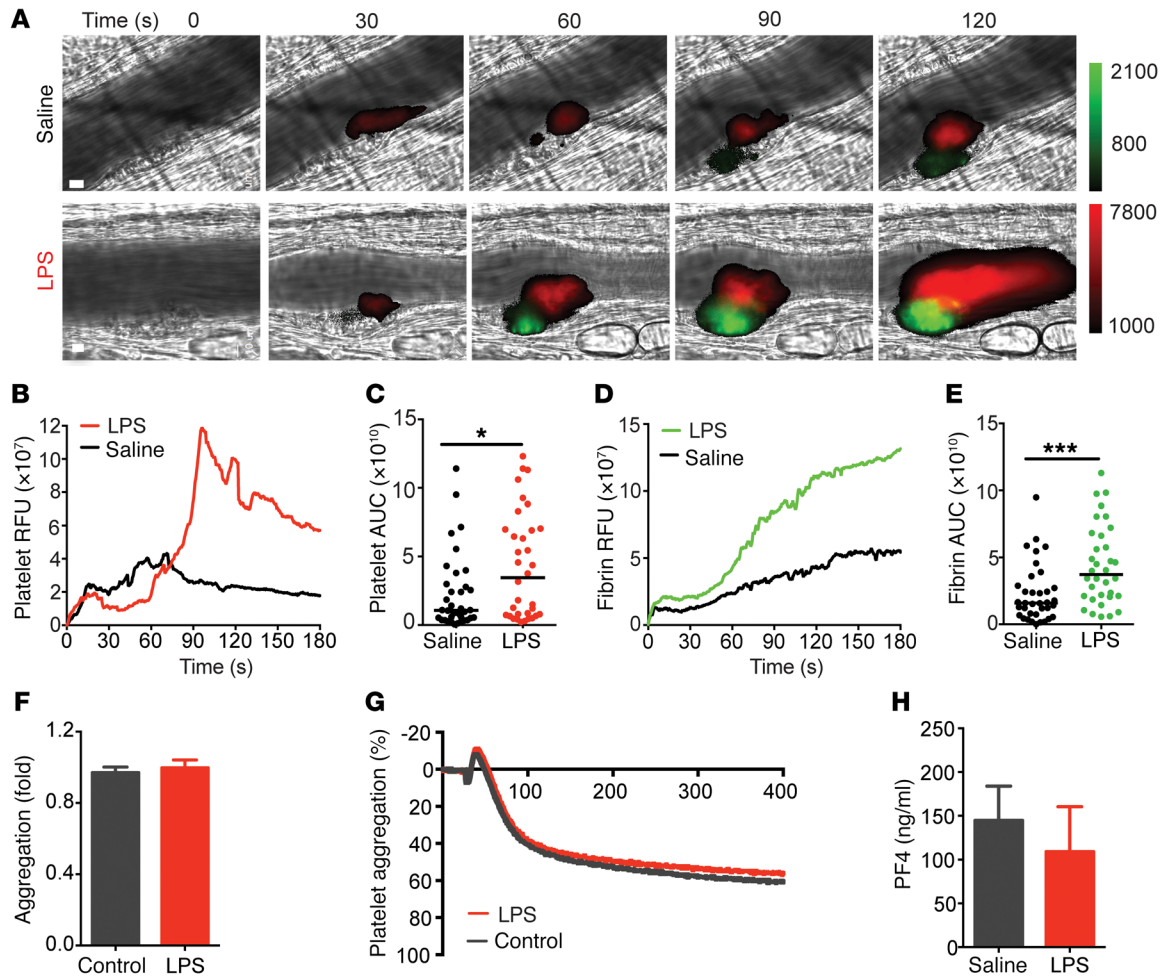 A
Time (s) 0 30 60 90 120
Saline
2100
800
LPS
7800
1000
B
Platelet RFU (×10⁷)
12
10
8
6
4
2
0
LPS
Saline
0 30 60 90 120 150 180
Time (s)
C
Platelet AUC (×10¹⁰)
15
10
5
0
*
Saline LPS
D
Fibrin RFU (×10⁷)
15
10
5
0
LPS
Saline
0 30 60 90 120 150 180
Time (s)
E
Fibrin AUC (×10¹⁰)
15
10
5
0
***
Saline LPS
F
Aggregation (fold)
1.2
0.8
0.4
0.0
Control LPS
G
Platelet aggregation (%)
-20
0
20
40
60
80
100
100 200 300 400
LPS
Control
H
PF4 (ng/ml)
250
200
150
100
50
0
Saline LPS